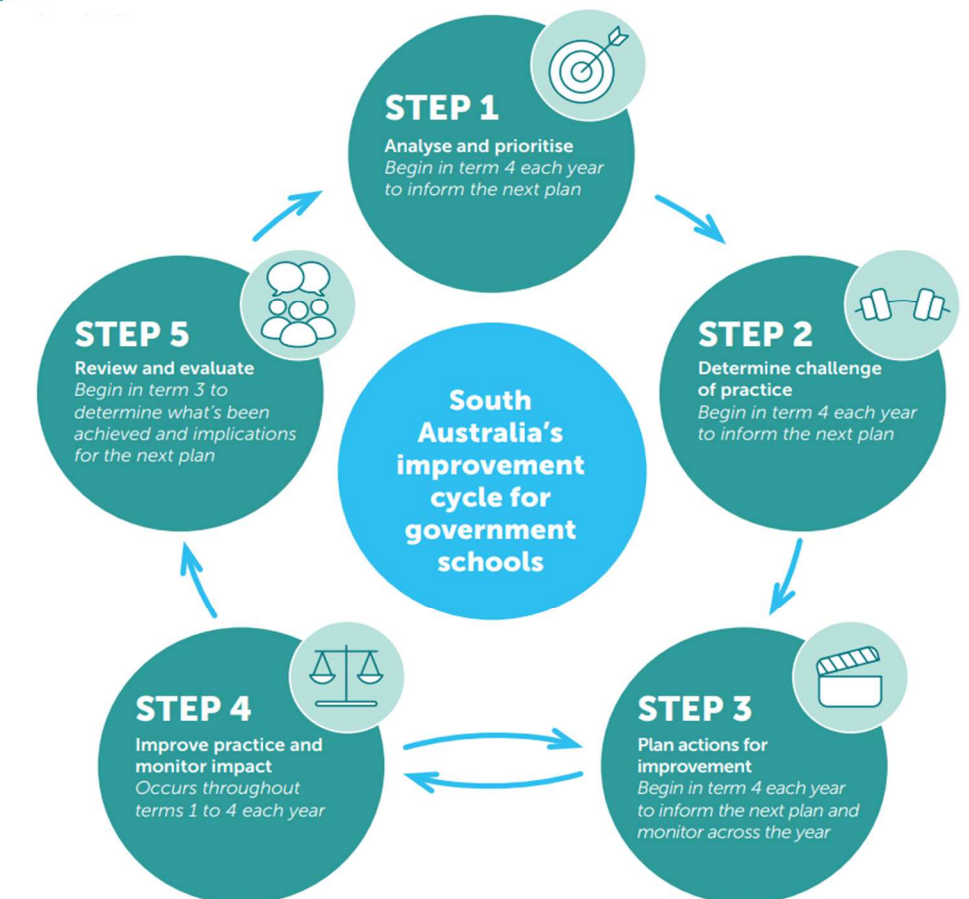 STEP 1
Analyse and prioritise
Begin in term 4 each year
to inform the next plan
STEP 2
Determine challenge
of practice
Begin in term 4 each year
to inform the next plan
STEP 3
Plan actions for
improvement
Begin in term 4 each year
to inform the next plan and
monitor across the year
STEP 4
Improve practice and
monitor impact
Occurs throughout
terms 1 to 4 each year
STEP 5
Review and evaluate
Begin in term 3 to
determine what's been
achieved and implications
for the next plan
South
Australia's
improvement
cycle for
government
schools